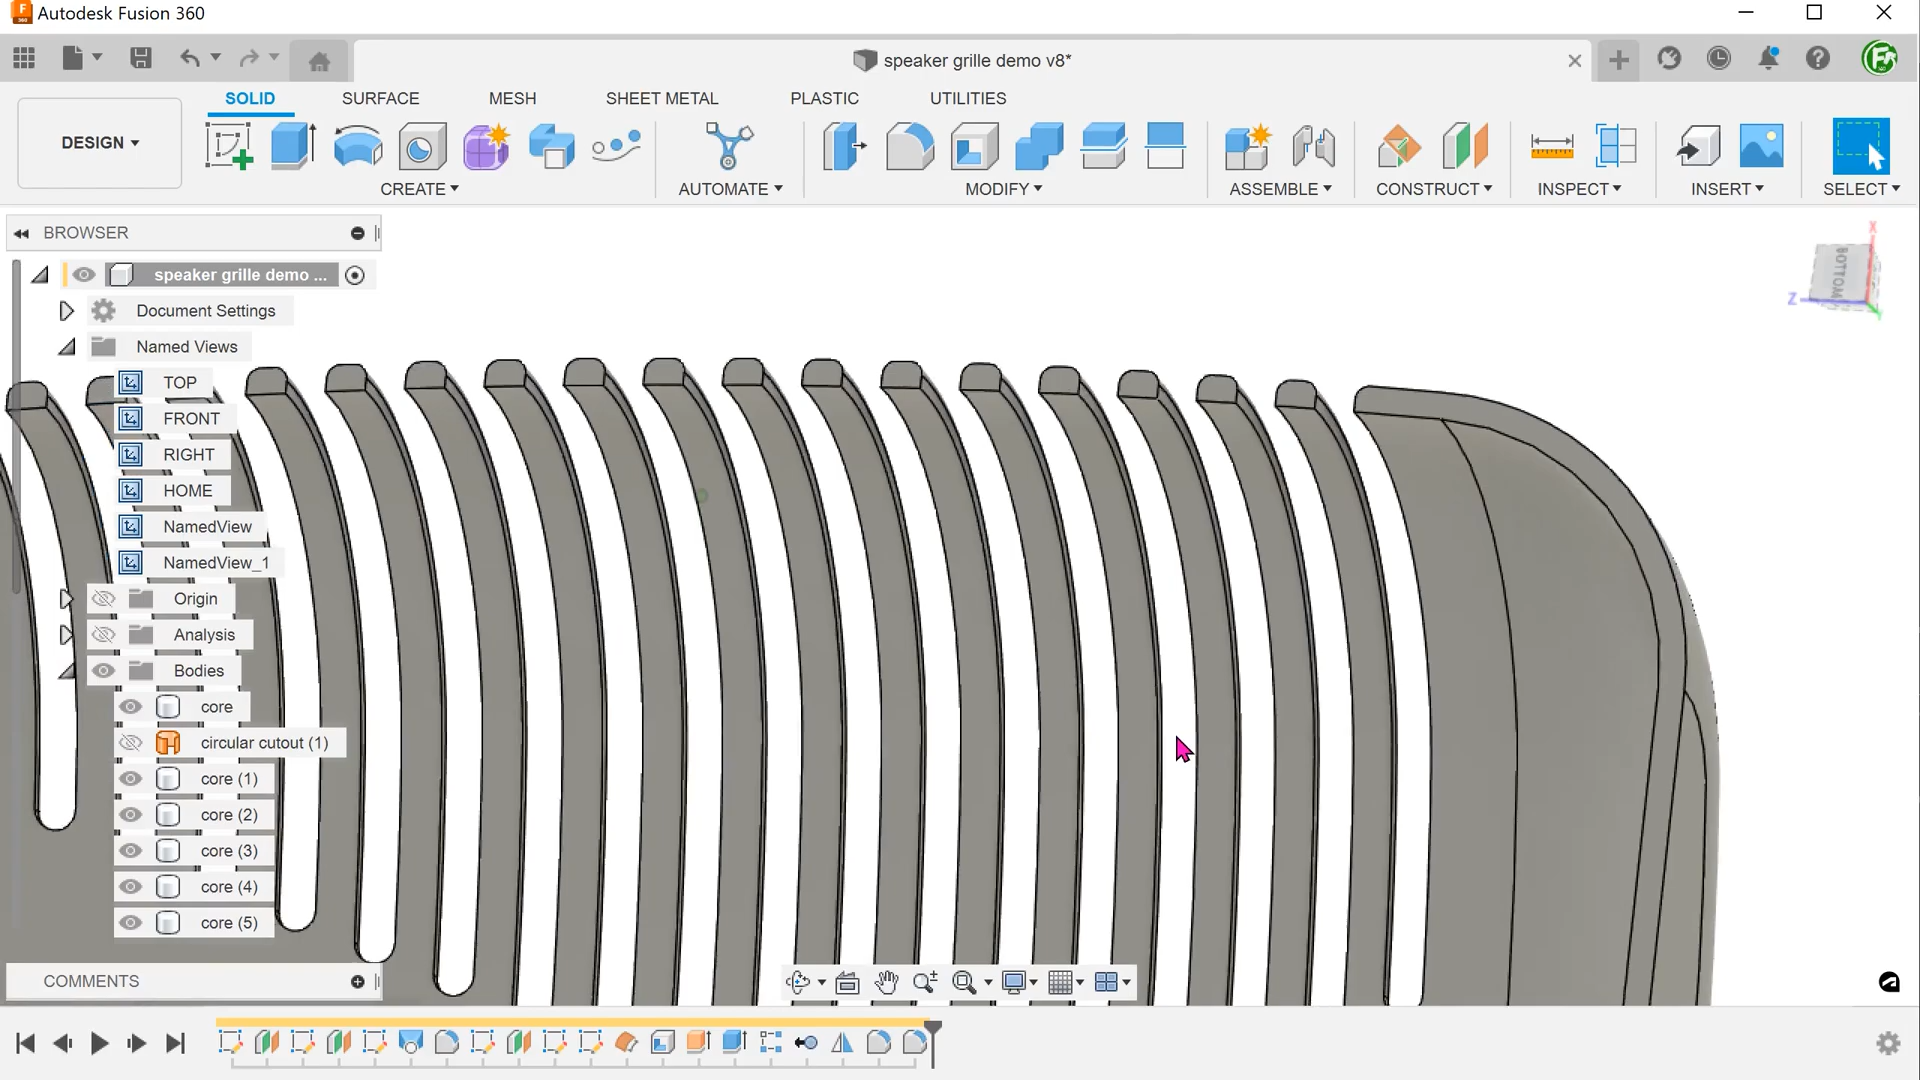 Autodesk Fusion 360
speaker grille demo v8*
SOLID SURFACE MESH SHEET METAL PLASTIC UTILITIES
DESIGN
CREATE AUTOMATE MODIFY ASSEMBLE CONSTRUCT INSPECT INSERT SELECT
BROWSER
speaker grille demo ...
Document Settings
Named Views
TOP
FRONT
RIGHT
HOME
NamedView
NamedView_1
Origin
Analysis
Bodies
core
circular cutout (1)
core (1)
core (2)
core (3)
core (4)
core (5)
COMMENTS
X
BOTTOM
Z